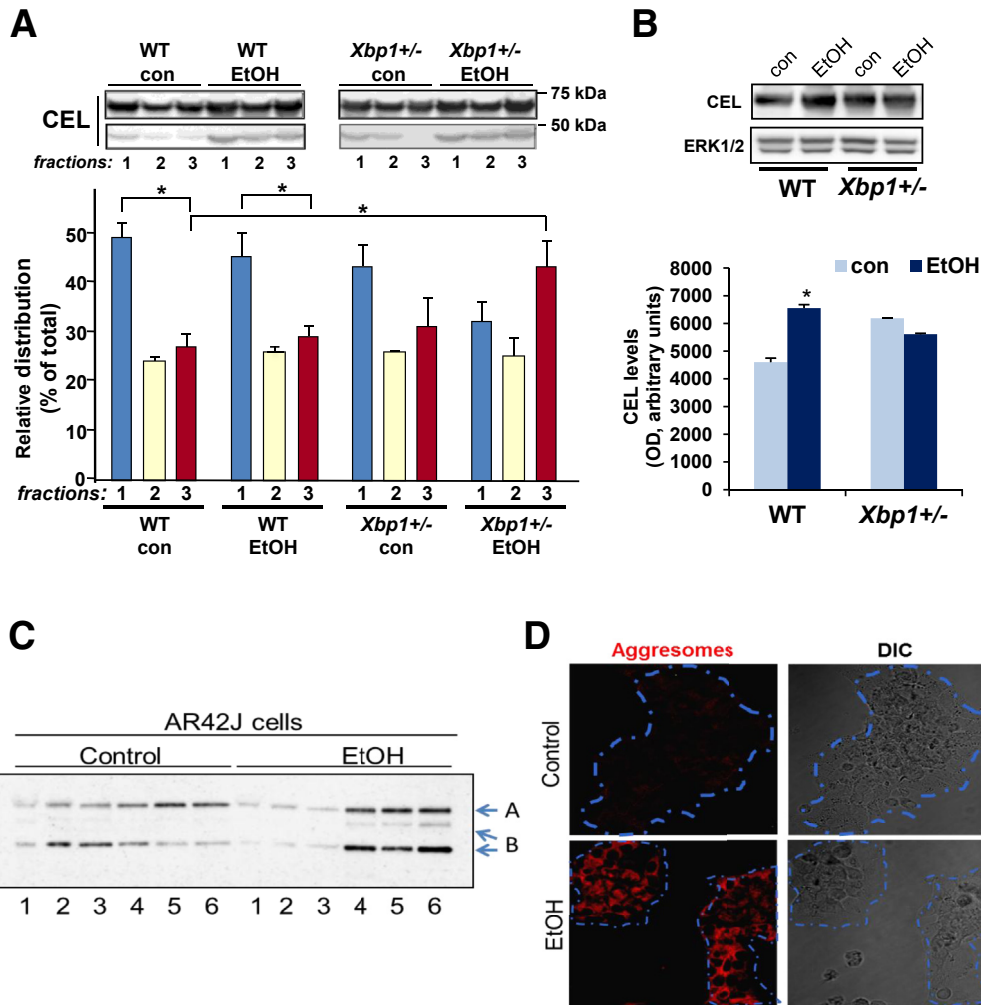 A
WT WT Xbp1+/- Xbp1+/-
con EtOH con EtOH
75 kDa
CEL
50 kDa
fractions: 1 2 3 1 2 3 1 2 3 1 2 3
* * *
Relative distribution
(% of total)
50
40
30
20
10
0
fractions: 1 2 3 1 2 3 1 2 3 1 2 3
WT WT Xbp1+/- Xbp1+/-
con EtOH con EtOH
B
con EtOH con EtOH
CEL
ERK1/2
WT Xbp1+/-
con EtOH
CEL levels
(OD, arbitrary units)
8000
7000
6000
5000
4000
3000
2000
1000
0
*
WT Xbp1+/-
C
AR42J cells
Control EtOH
A
B
1 2 3 4 5 6 1 2 3 4 5 6
D
Aggresomes DIC
Control
EtOH